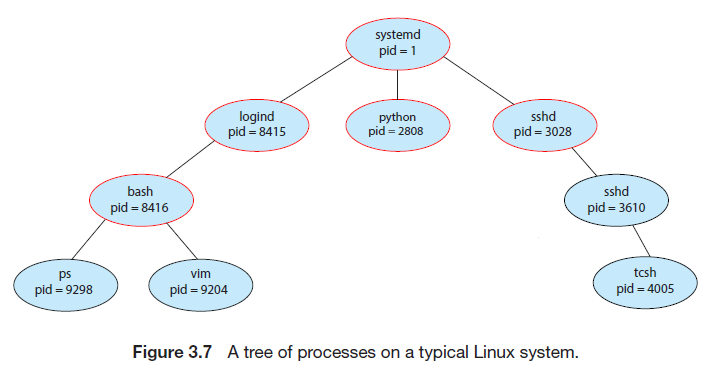 systemd
pid = 1
logind
pid = 8415
python
pid = 2808
sshd
pid = 3028
bash
pid = 8416
sshd
pid = 3610
ps
pid = 9298
vim
pid = 9204
tcsh
pid = 4005
Figure 3.7 A tree of processes on a typical Linux system.